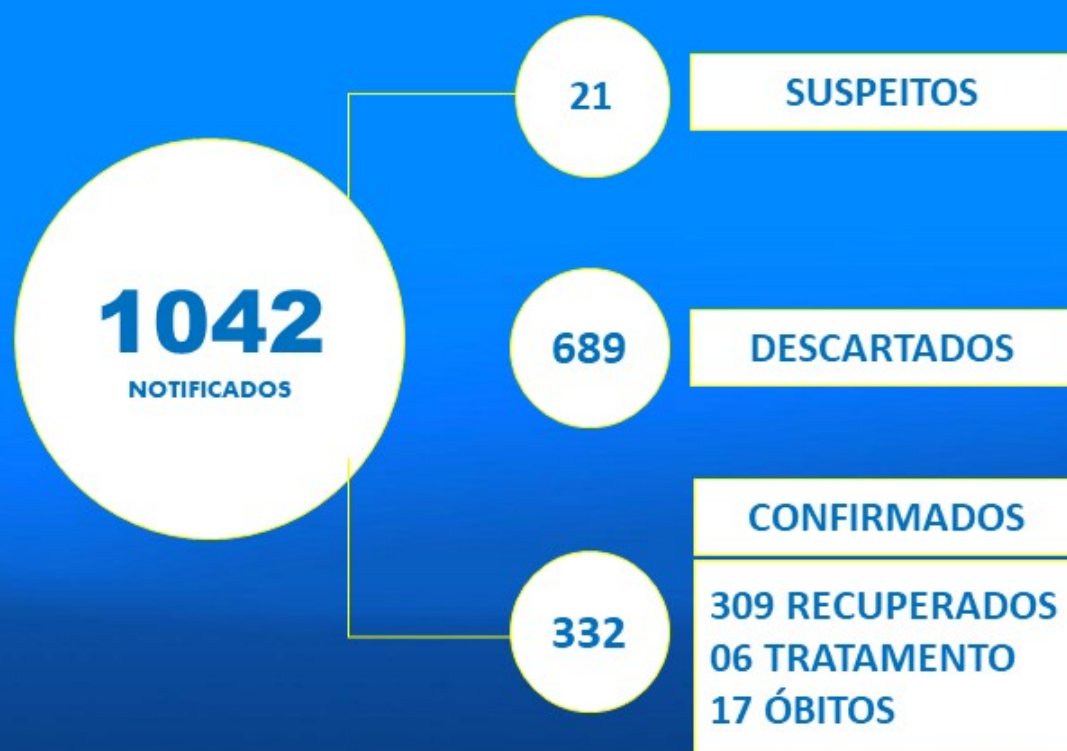 1042
NOTIFICADOS
21
SUSPEITOS
689
DESCARTADOS
332
CONFIRMADOS
309 RECUPERADOS
06 TRATAMENTO
17 ÓBITOS